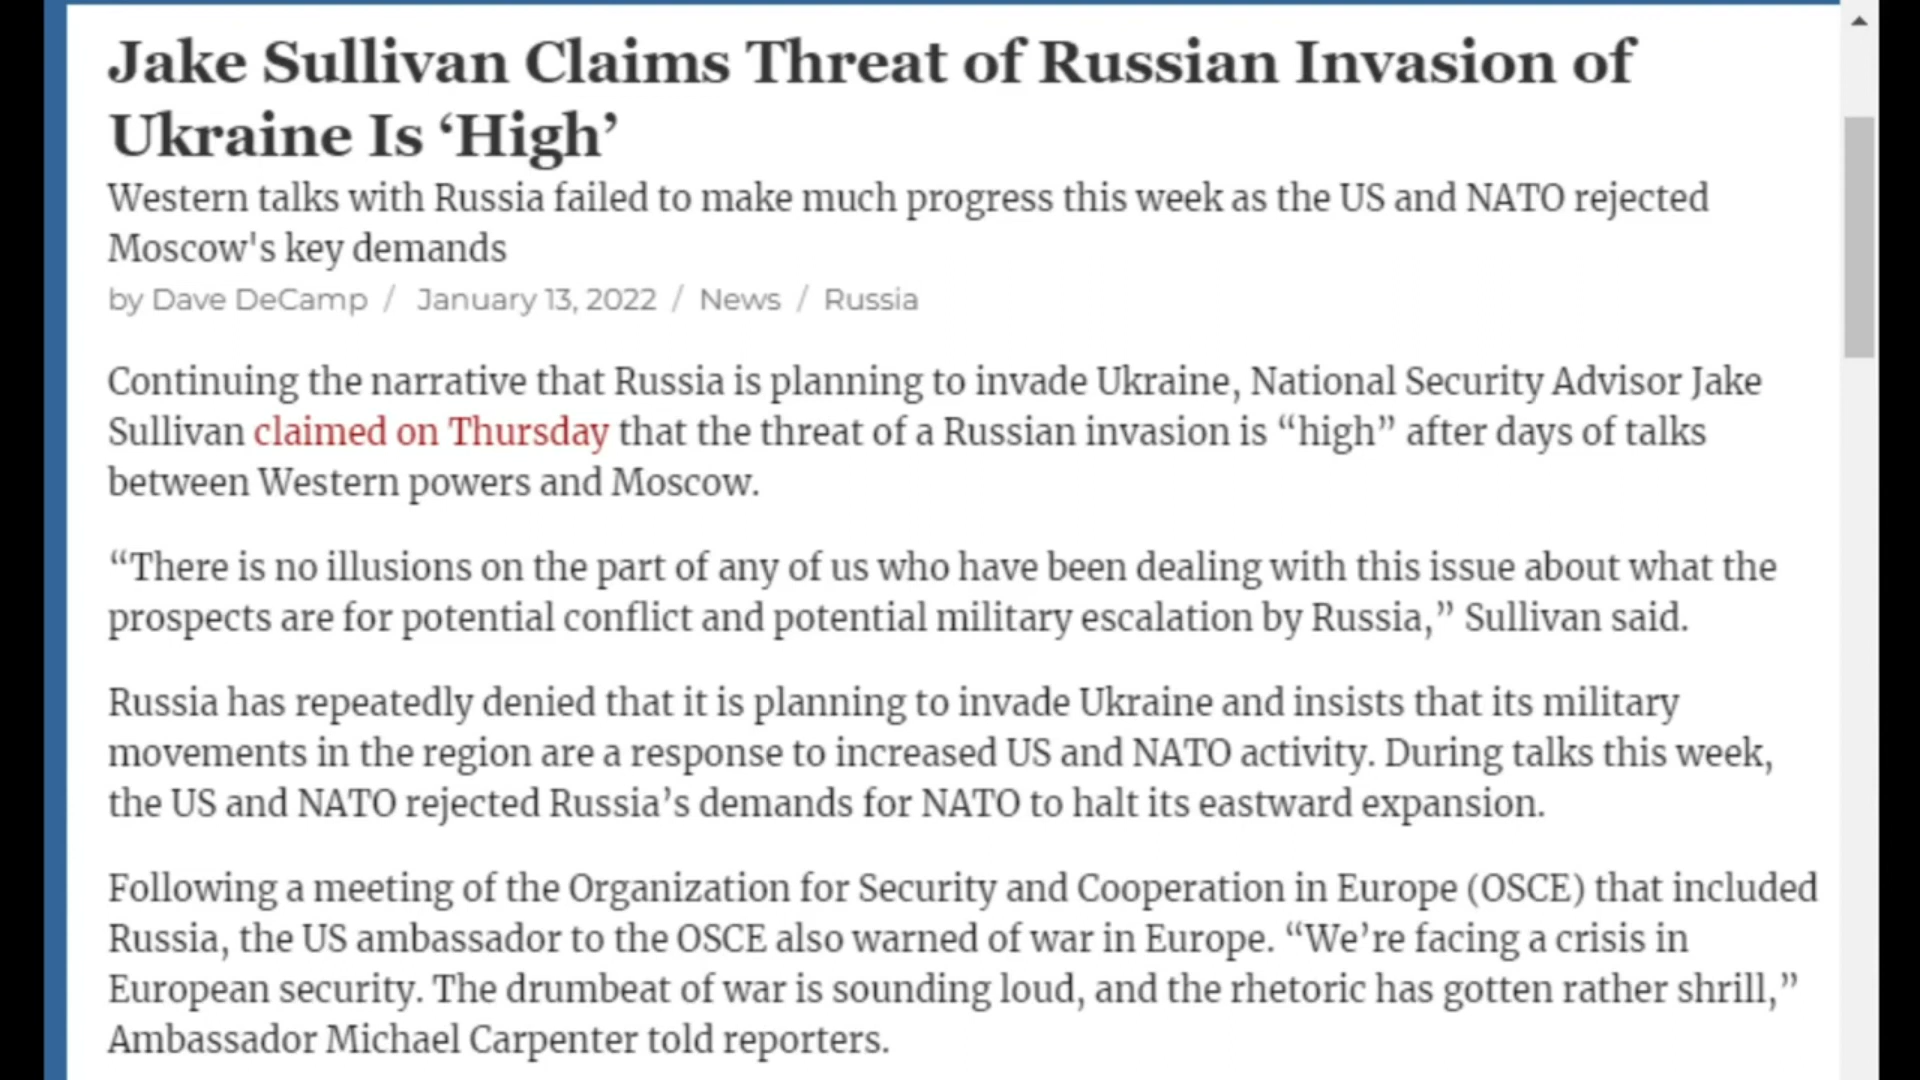 Jake Sullivan Claims Threat of Russian Invasion of
Ukraine Is ‘High’
Western talks with Russia failed to make much progress this week as the US and NATO rejected
Moscow's key demands
by Dave DeCamp / January 13, 2022 / News / Russia
Continuing the narrative that Russia is planning to invade Ukraine, National Security Advisor Jake
Sullivan claimed on Thursday that the threat of a Russian invasion is “high” after days of talks
between Western powers and Moscow.
“There is no illusions on the part of any of us who have been dealing with this issue about what the
prospects are for potential conflict and potential military escalation by Russia,” Sullivan said.
Russia has repeatedly denied that it is planning to invade Ukraine and insists that its military
movements in the region are a response to increased US and NATO activity. During talks this week,
the US and NATO rejected Russia’s demands for NATO to halt its eastward expansion.
Following a meeting of the Organization for Security and Cooperation in Europe (OSCE) that included
Russia, the US ambassador to the OSCE also warned of war in Europe. “We’re facing a crisis in
European security. The drumbeat of war is sounding loud, and the rhetoric has gotten rather shrill,”
Ambassador Michael Carpenter told reporters.